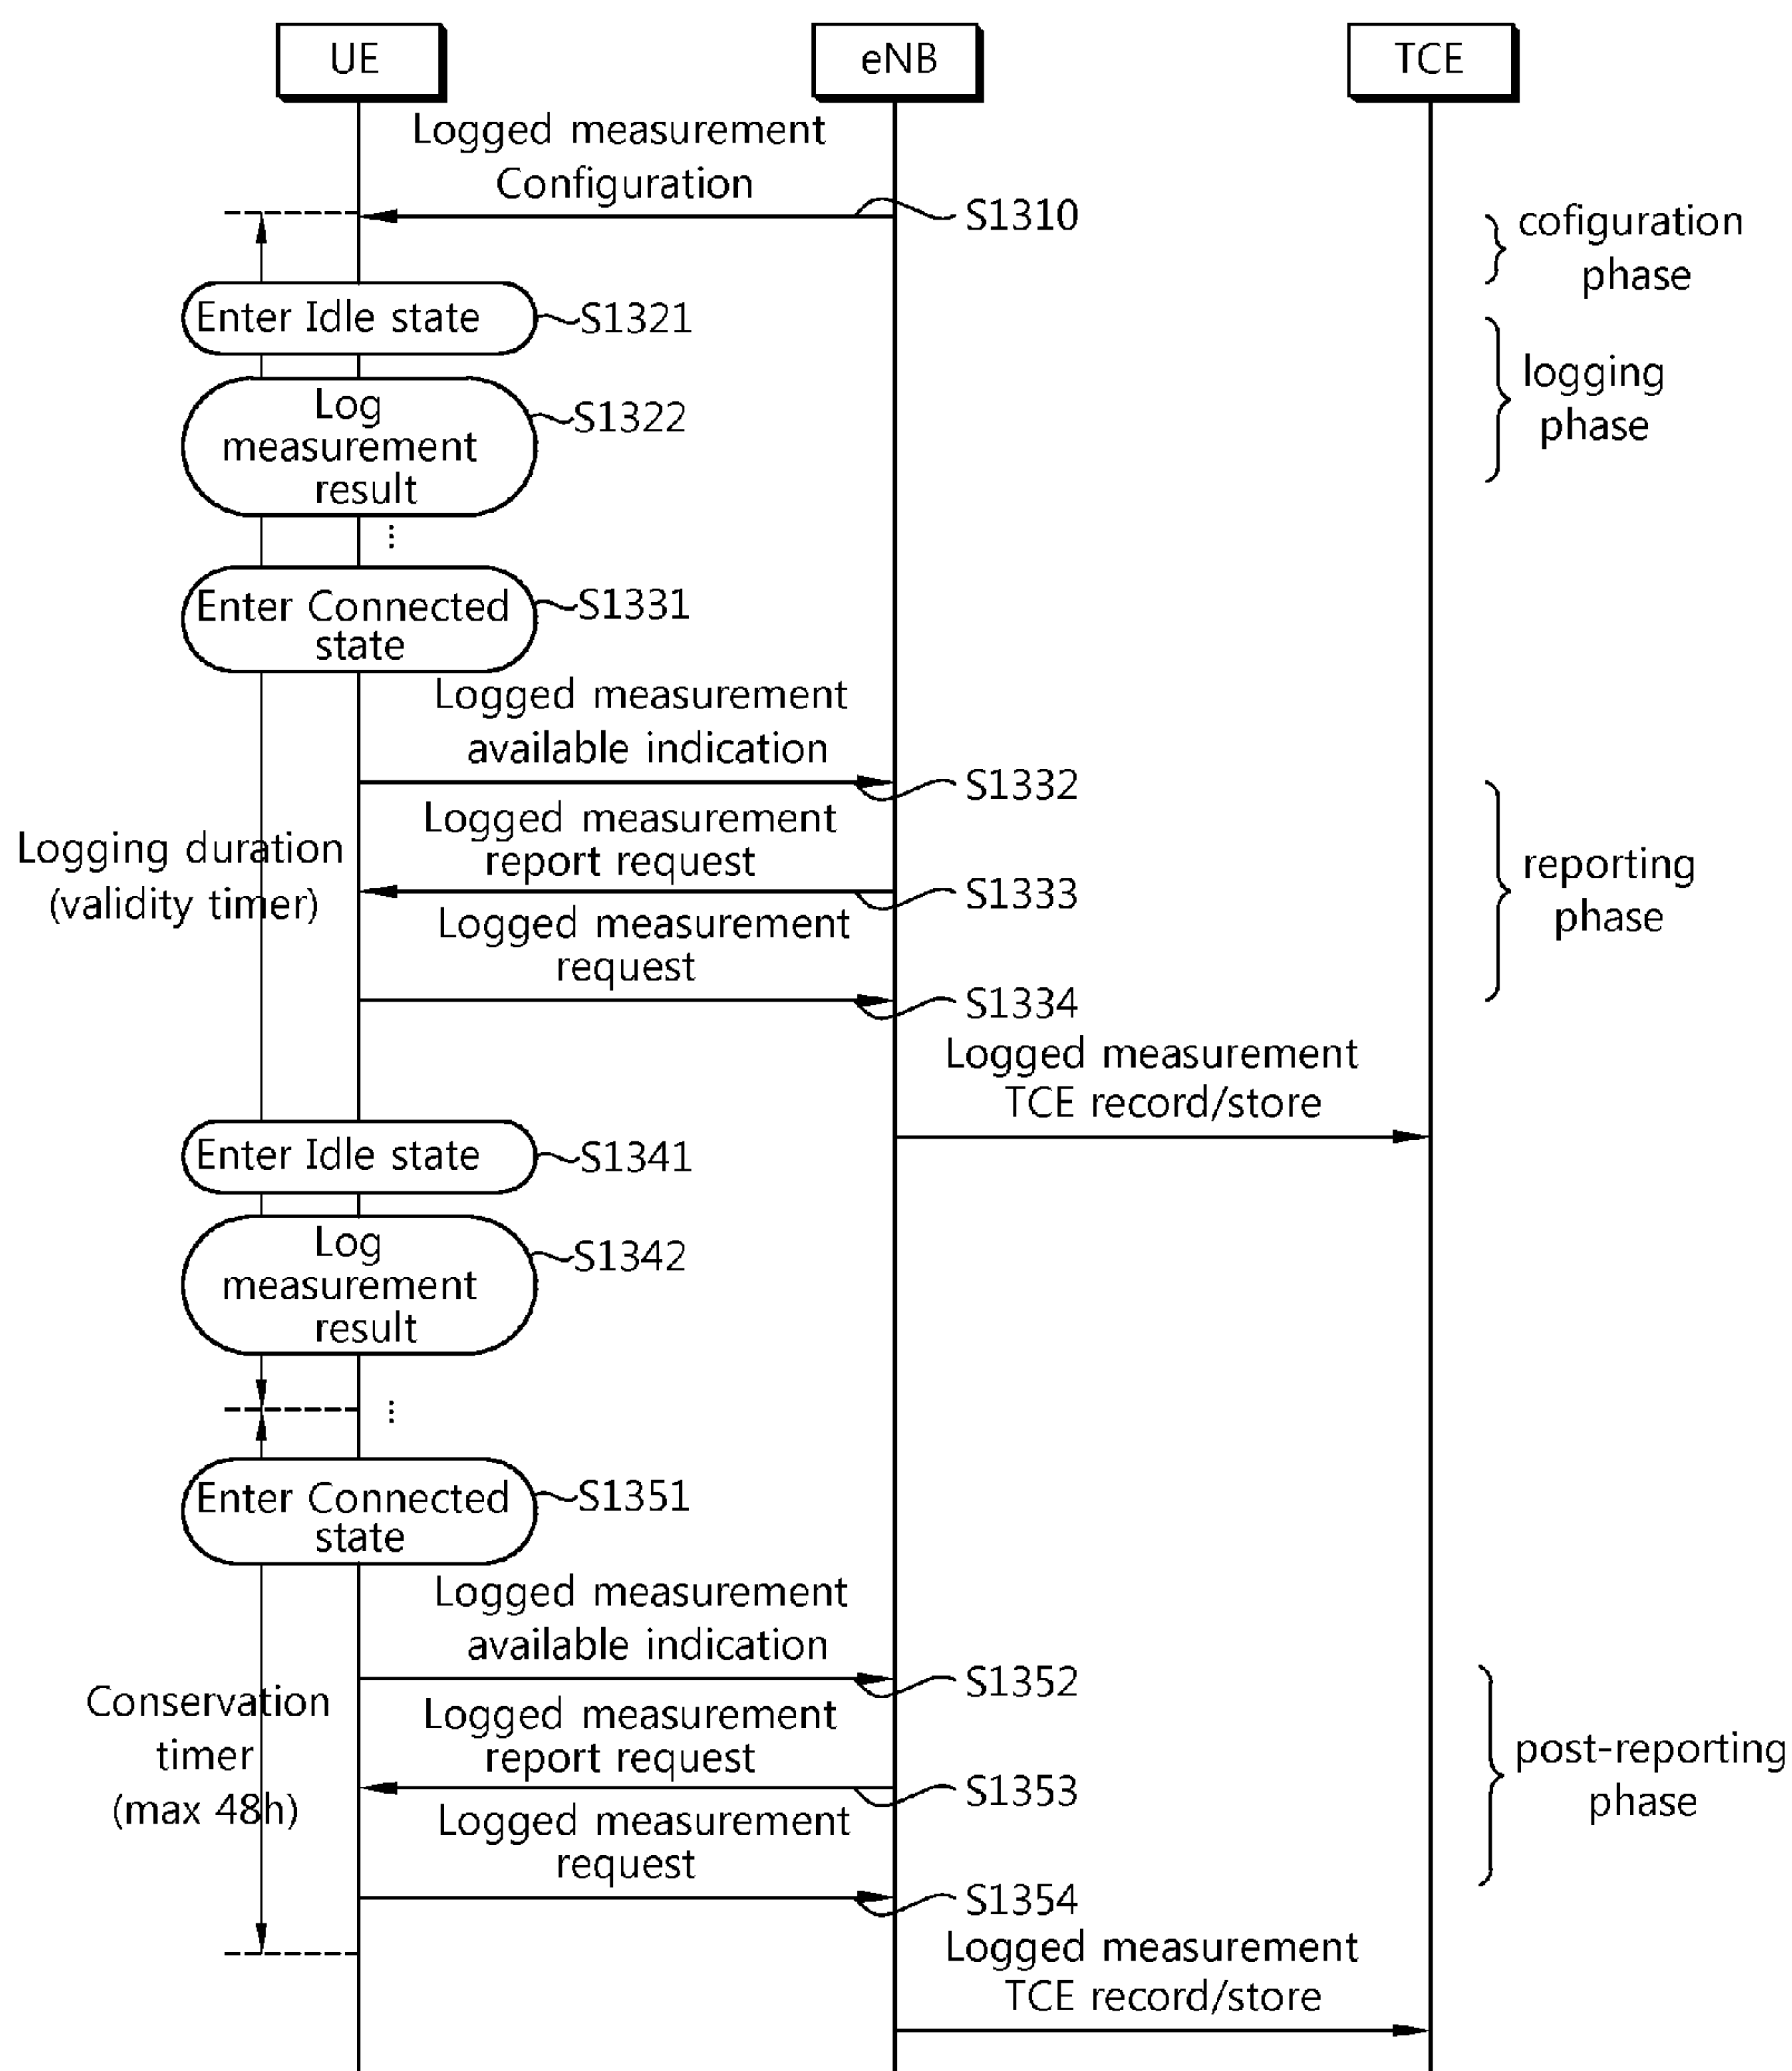 UE
eNB
TCE
Logged measurement
Configuration
S1310
cofiguration
phase
Enter Idle state
S1321
logging
phase
Log
measurement
result
S1322
Enter Connected
state
S1331
Logged measurement
available indication
S1332
Logged measurement
report request
S1333
Logging duration
(validity timer)
reporting
phase
Logged measurement
request
S1334
Logged measurement
TCE record/store
Enter Idle state
S1341
Log
measurement
result
S1342
Enter Connected
state
S1351
Logged measurement
available indication
S1352
Logged measurement
report request
S1353
Conservation
timer
(max 48h)
post-reporting
phase
Logged measurement
request
S1354
Logged measurement
TCE record/store